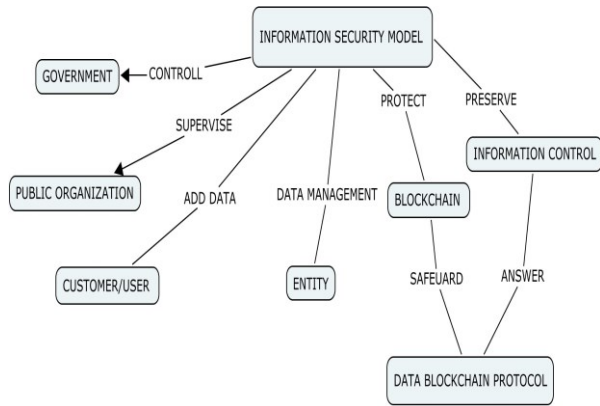 INFORMATION SECURITY MODEL
GOVERNMENT
CONTROLL
PROTECT
PRESERVE
SUPERVISE
INFORMATION CONTROL
PUBLIC ORGANIZATION
ADD DATA
DATA MANAGEMENT
BLOCKCHAIN
CUSTOMER/USER
ENTITY
SAFEUARD
ANSWER
DATA BLOCKCHAIN PROTOCOL